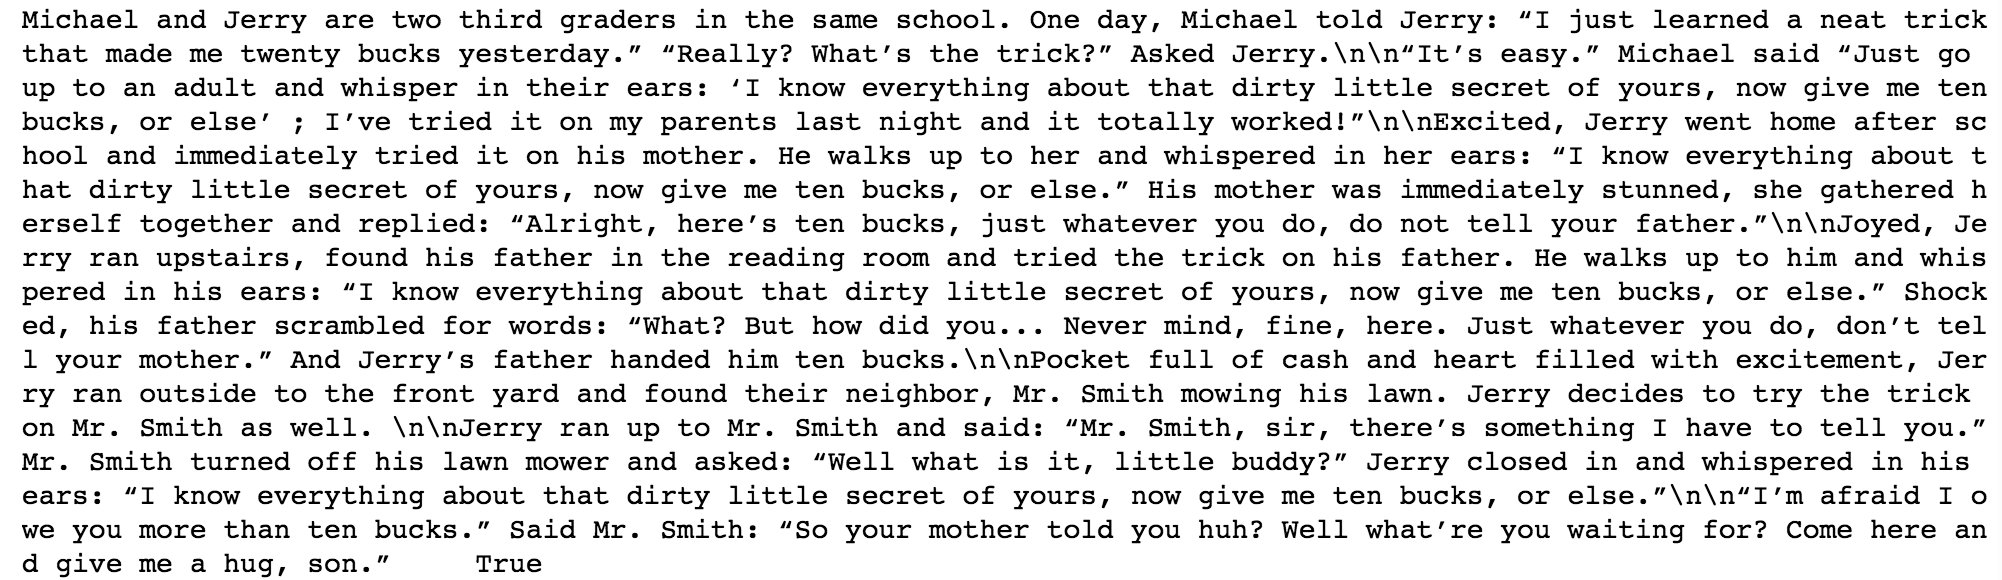 Michael and Jerry are two third graders in the same school. One day, Michael told Jerry: “I just learned a neat trick
that made me twenty bucks yesterday.” “Really? What’s the trick?” Asked Jerry.\n\n“It’s easy.” Michael said “Just go
up to an adult and whisper in their ears: ‘I know everything about that dirty little secret of yours, now give me ten
bucks, or else’ ; I’ve tried it on my parents last night and it totally worked!”\n\nExcited, Jerry went home after sc
hool and immediately tried it on his mother. He walks up to her and whispered in her ears: “I know everything about t
hat dirty little secret of yours, now give me ten bucks, or else.” His mother was immediately stunned, she gathered h
erself together and replied: “Alright, here’s ten bucks, just whatever you do, do not tell your father.”\n\nJoyed, Je
rry ran upstairs, found his father in the reading room and tried the trick on his father. He walks up to him and whis
pered in his ears: “I know everything about that dirty little secret of yours, now give me ten bucks, or else.” Shock
ed, his father scrambled for words: “What? But how did you... Never mind, fine, here. Just whatever you do, don’t tel
l your mother.” And Jerry’s father handed him ten bucks.\n\nPocket full of cash and heart filled with excitement, Jer
ry ran outside to the front yard and found their neighbor, Mr. Smith mowing his lawn. Jerry decides to try the trick
on Mr. Smith as well. \n\nJerry ran up to Mr. Smith and said: “Mr. Smith, sir, there’s something I have to tell you.”
Mr. Smith turned off his lawn mower and asked: “Well what is it, little buddy?” Jerry closed in and whispered in his
ears: “I know everything about that dirty little secret of yours, now give me ten bucks, or else.”\n\n“I’m afraid I o
we you more than ten bucks.” Said Mr. Smith: “So your mother told you huh? Well what’re you waiting for? Come here an
d give me a hug, son.”     True